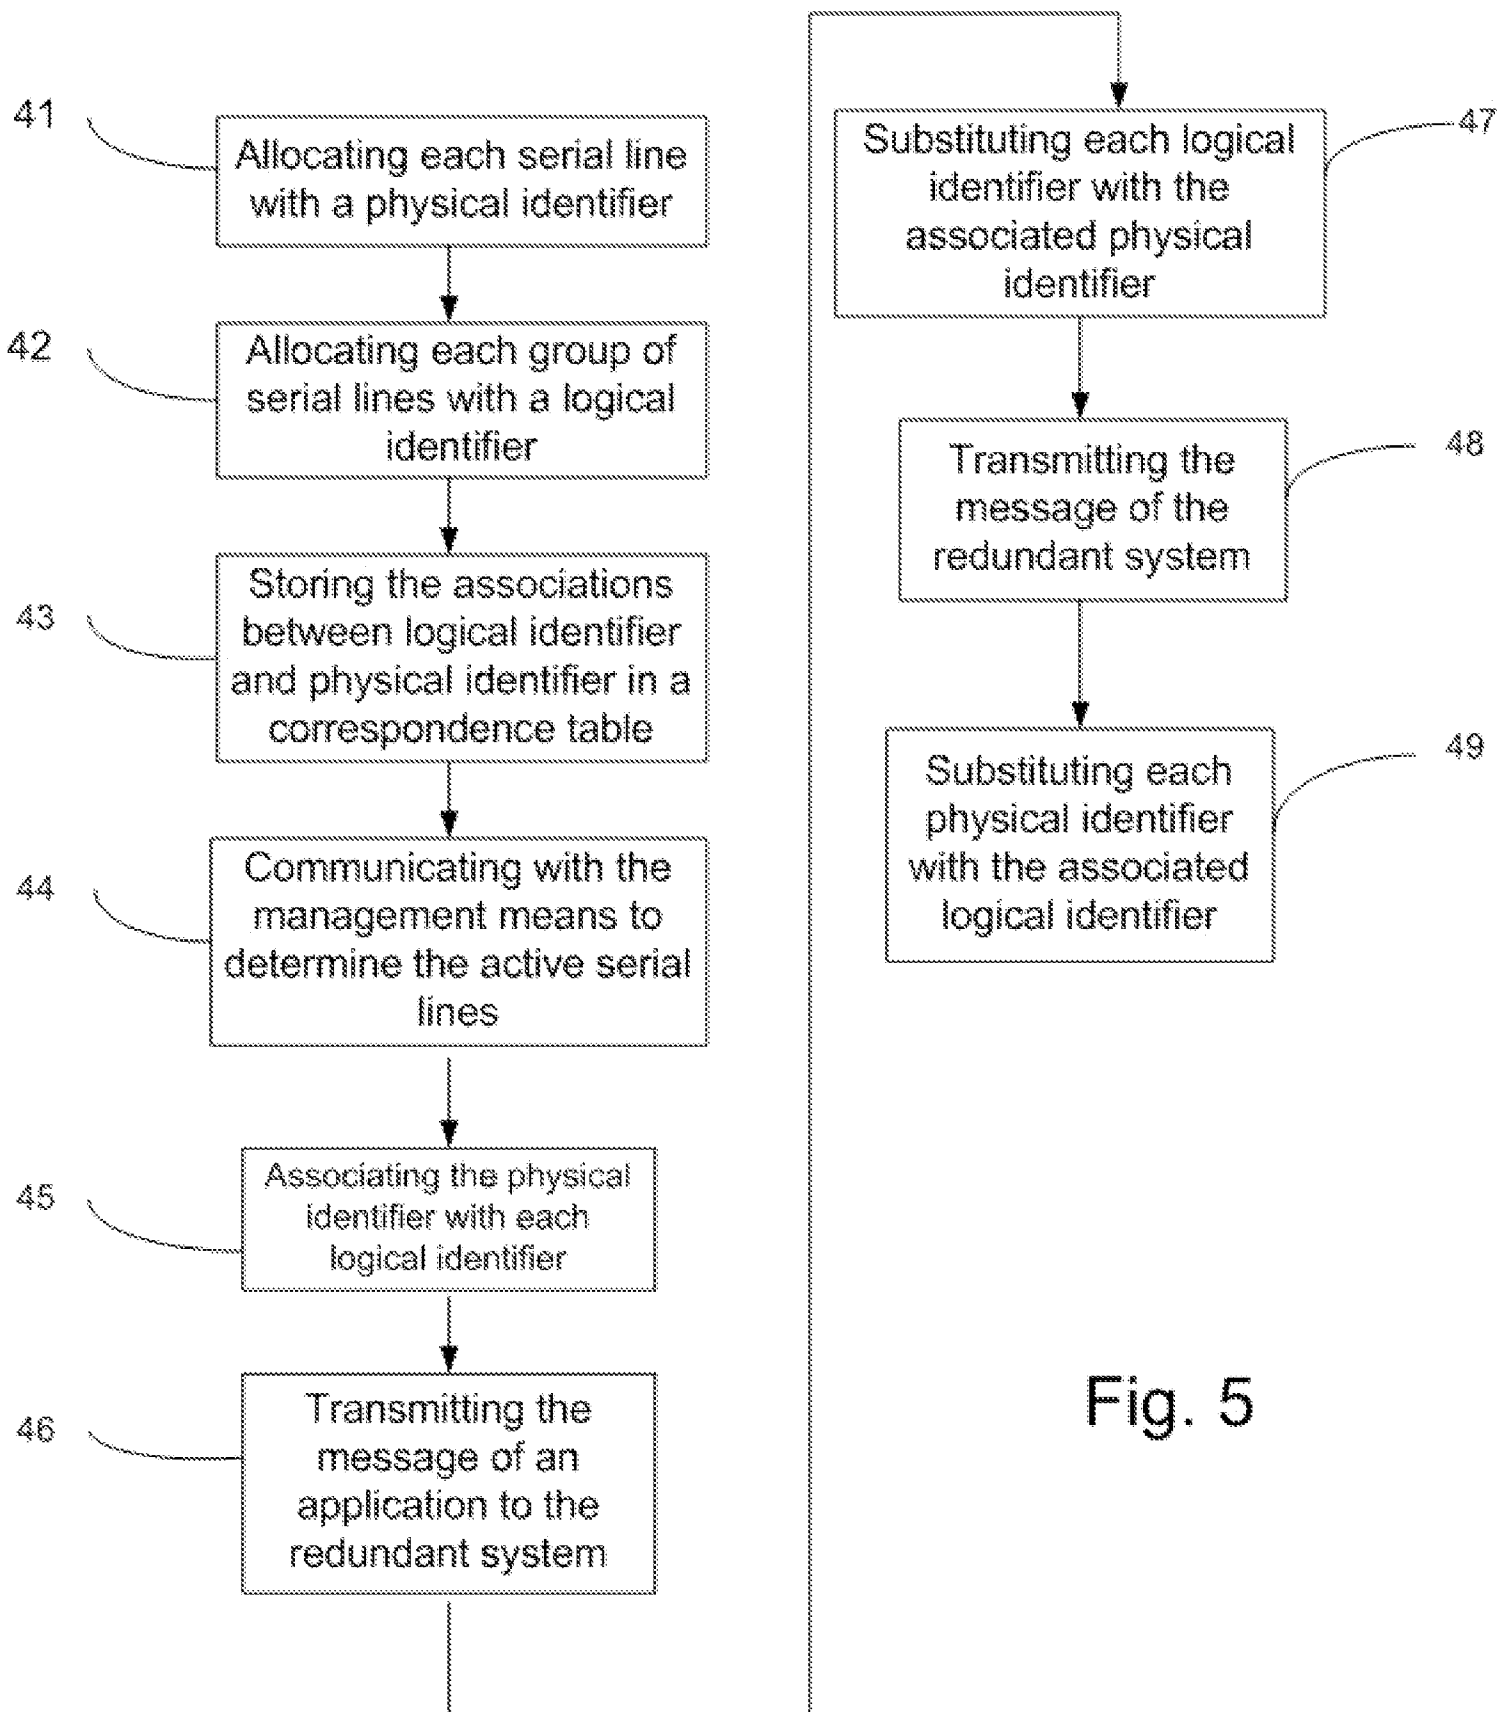 41
Allocating each serial line
with a physical identifier
42
Allocating each group of
serial lines with a logical
identifier
43
Storing the associations
between logical identifier
and physical identifier in a
correspondence table
44
Communicating with the
management means to
determine the active serial
lines
45
Associating the physical
identifier with each
logical identifier
46
Transmitting the
message of an
application to the
redundant system
47
Substituting each logical
identifier with the
associated physical
identifier
48
Transmitting the
message of the
redundant system
49
Substituting each
physical identifier
with the associated
logical identifier
Fig. 5